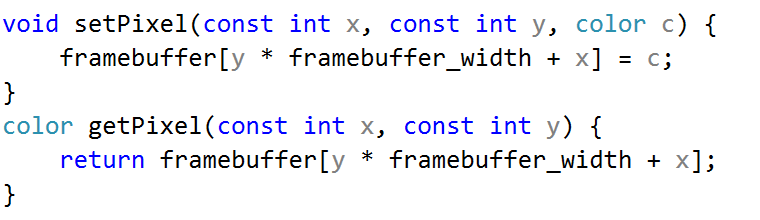 void setPixel(const int x, const int y, color c) {
    framebuffer[y * framebuffer_width + x] = c;
}
color getPixel(const int x, const int y) {
    return framebuffer[y * framebuffer_width + x];
}